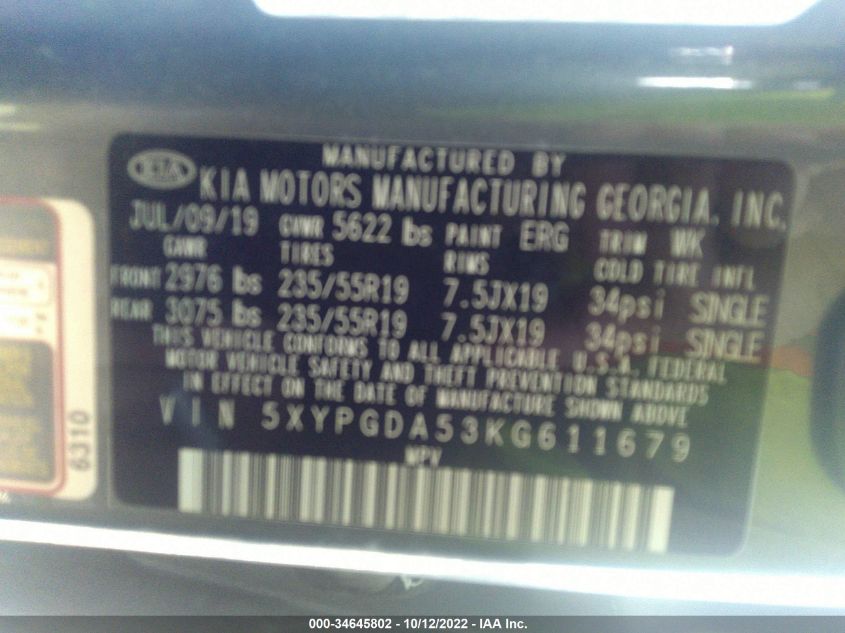 MANUFACTURED BY
KIA KIA MOTORS MANUFACTURING GEORGIA, INC.
JUL/09/19 GVWR 5622 lbs PAINT ERG TRIM WK
GAWR TIRES RIMS COLD TIRE INFL
FRONT 2976 lbs 235/55R19 7.5JX19 34psi SINGLE
REAR 3075 lbs 235/55R19 7.5JX19 34psi SINGLE
THIS VEHICLE CONFORMS TO ALL APPLICABLE U.S.A. FEDERAL
MOTOR VEHICLE SAFETY AND THEFT PREVENTION STANDARDS
IN EFFECT ON THE DATE OF MANUFACTURE SHOWN ABOVE
VIN 5XYPGDA53KG611679
MPV
6310
000-34645802 - 10/12/2022 - IAA Inc.